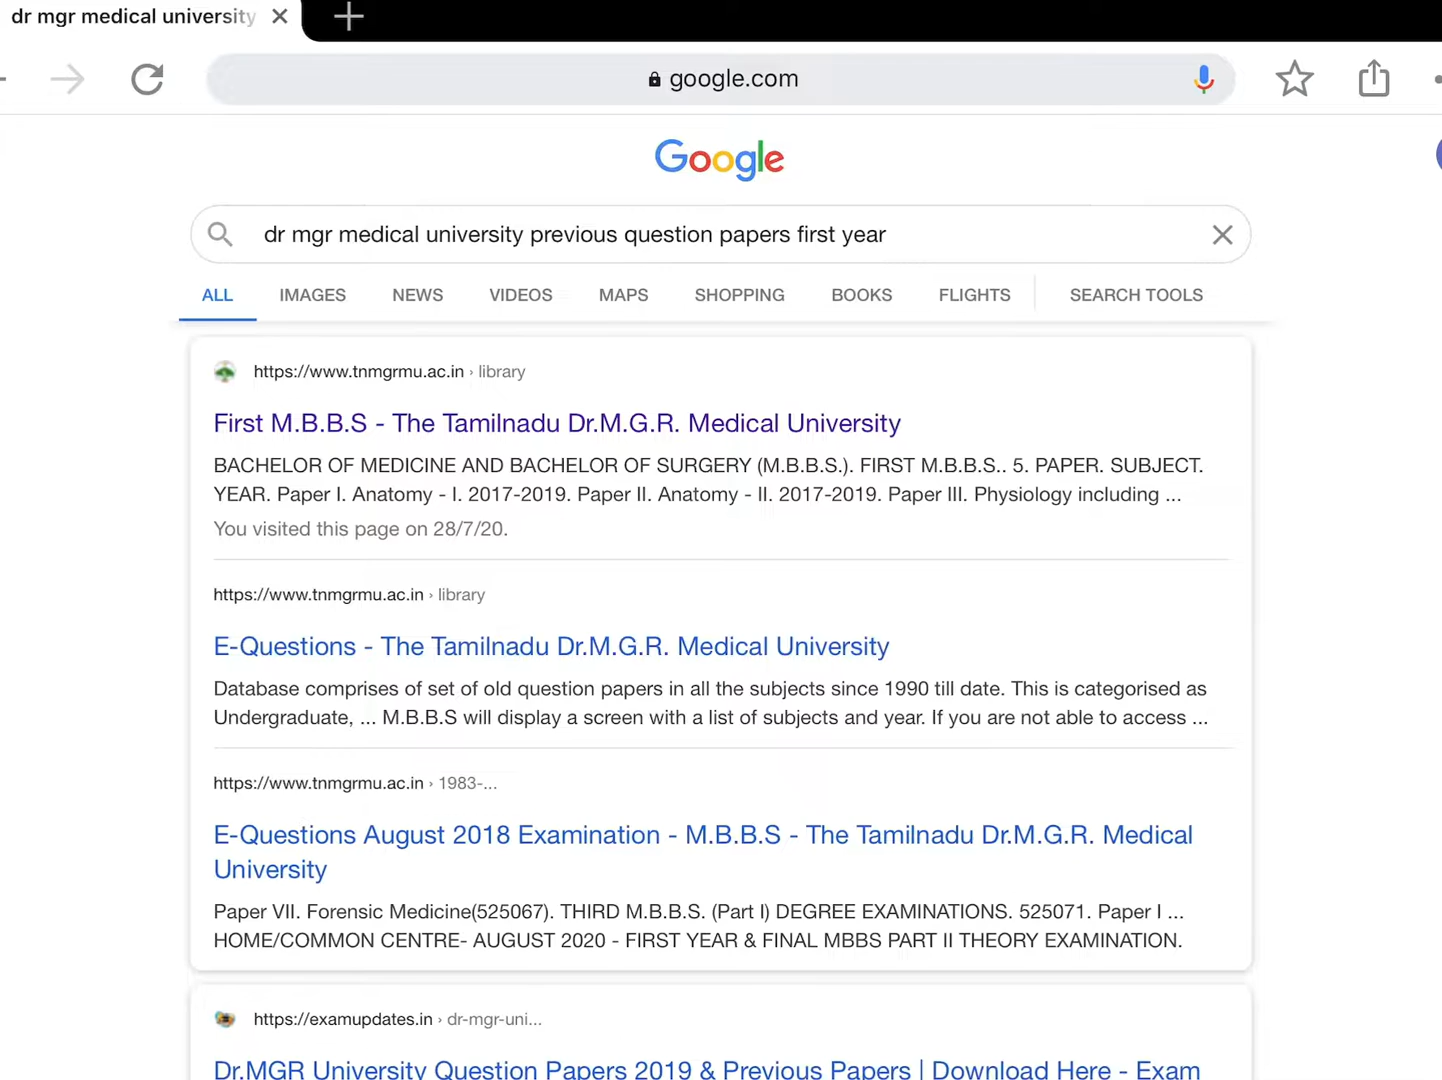 dr mgr medical university
google.com
Google
dr mgr medical university previous question papers first year
ALL IMAGES NEWS VIDEOS MAPS SHOPPING BOOKS FLIGHTS SEARCH TOOLS
https://www.tnmgrmu.ac.in › library
First M.B.B.S - The Tamilnadu Dr.M.G.R. Medical University
BACHELOR OF MEDICINE AND BACHELOR OF SURGERY (M.B.B.S.). FIRST M.B.B.S.. 5. PAPER. SUBJECT.
YEAR. Paper I. Anatomy - I. 2017-2019. Paper II. Anatomy - II. 2017-2019. Paper III. Physiology including ...
You visited this page on 28/7/20.
https://www.tnmgrmu.ac.in › library
E-Questions - The Tamilnadu Dr.M.G.R. Medical University
Database comprises of set of old question papers in all the subjects since 1990 till date. This is categorised as
Undergraduate, ... M.B.B.S will display a screen with a list of subjects and year. If you are not able to access ...
https://www.tnmgrmu.ac.in › 1983-...
E-Questions August 2018 Examination - M.B.B.S - The Tamilnadu Dr.M.G.R. Medical
University
Paper VII. Forensic Medicine(525067). THIRD M.B.B.S. (Part I) DEGREE EXAMINATIONS. 525071. Paper I ...
HOME/COMMON CENTRE- AUGUST 2020 - FIRST YEAR & FINAL MBBS PART II THEORY EXAMINATION.
https://examupdates.in › dr-mgr-uni...
Dr.MGR University Question Papers 2019 & Previous Papers | Download Here - Exam